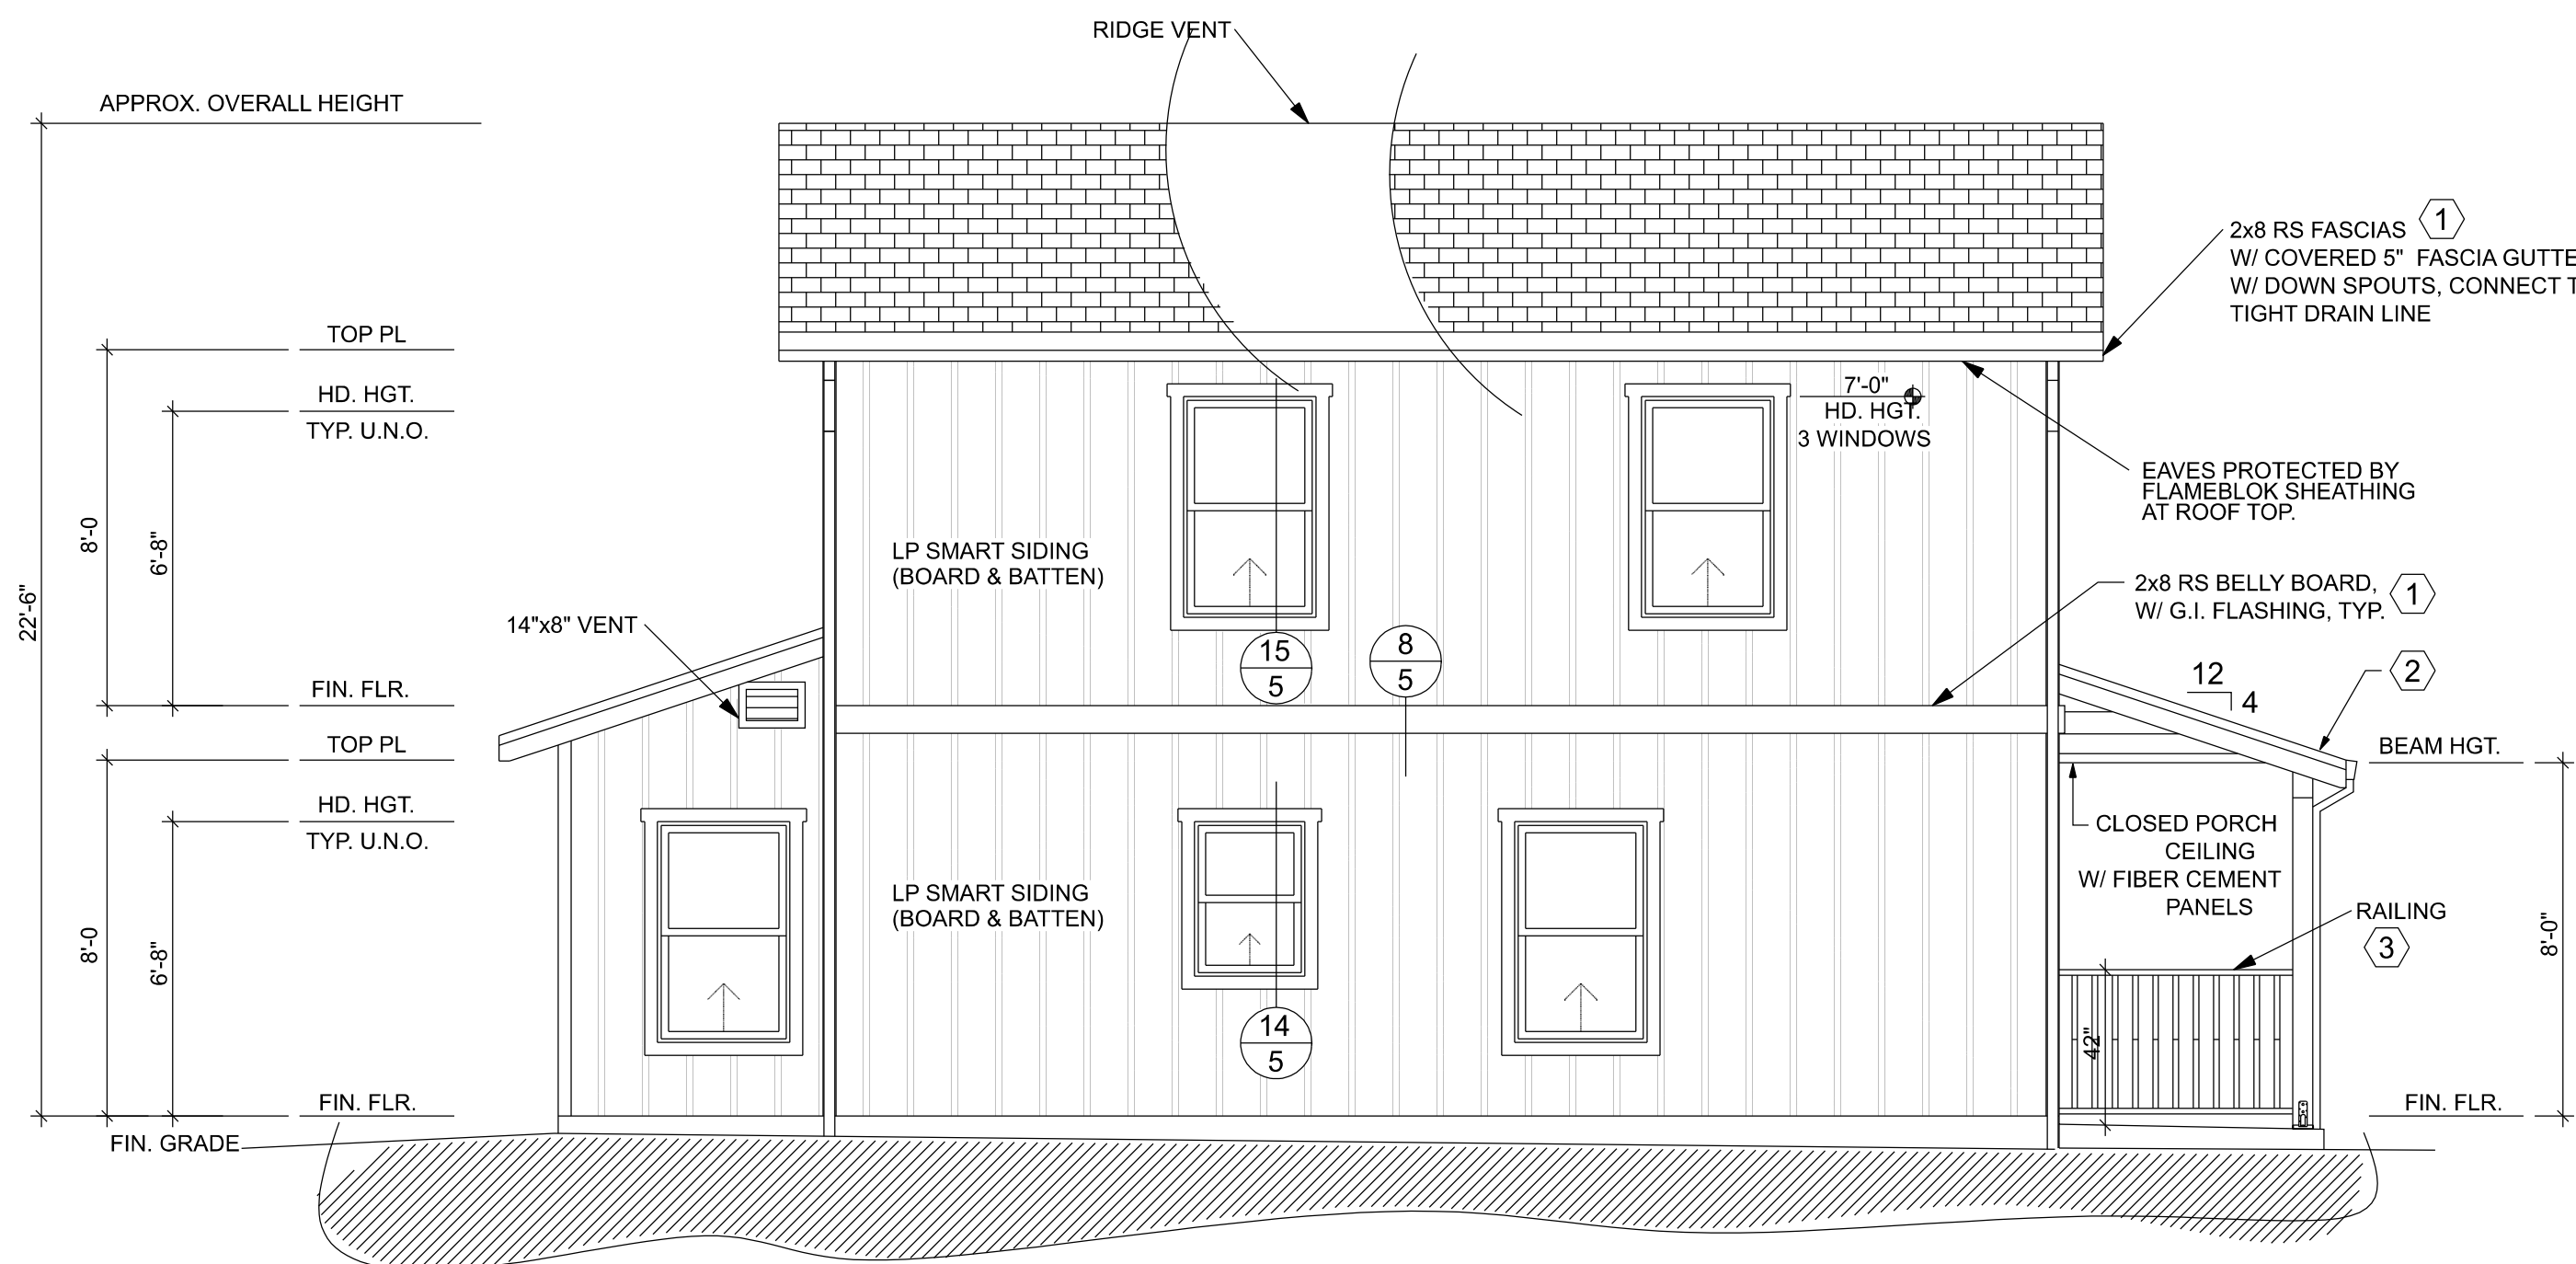 RIDGE VENT
APPROX. OVERALL HEIGHT
22'-6"
TOP PL
HD. HGT.
TYP. U.N.O.
8'-0
6'-8"
FIN. FLR.
TOP PL
HD. HGT.
TYP. U.N.O.
8'-0
6'-8"
FIN. FLR.
FIN. GRADE
14"x8" VENT
LP SMART SIDING
(BOARD & BATTEN)
LP SMART SIDING
(BOARD & BATTEN)
15
5
8
5
14
5
7'-0"
HD. HGT.
3 WINDOWS
2x8 RS FASCIAS
1
W/ COVERED 5" FASCIA GUTTE
W/ DOWN SPOUTS, CONNECT T
TIGHT DRAIN LINE
EAVES PROTECTED BY
FLAMEBLOK SHEATHING
AT ROOF TOP.
2x8 RS BELLY BOARD,
W/ G.I. FLASHING, TYP.
1
2
12
4
BEAM HGT.
CLOSED PORCH
CEILING
W/ FIBER CEMENT
PANELS
RAILING
3
42"
8'-0"
FIN. FLR.